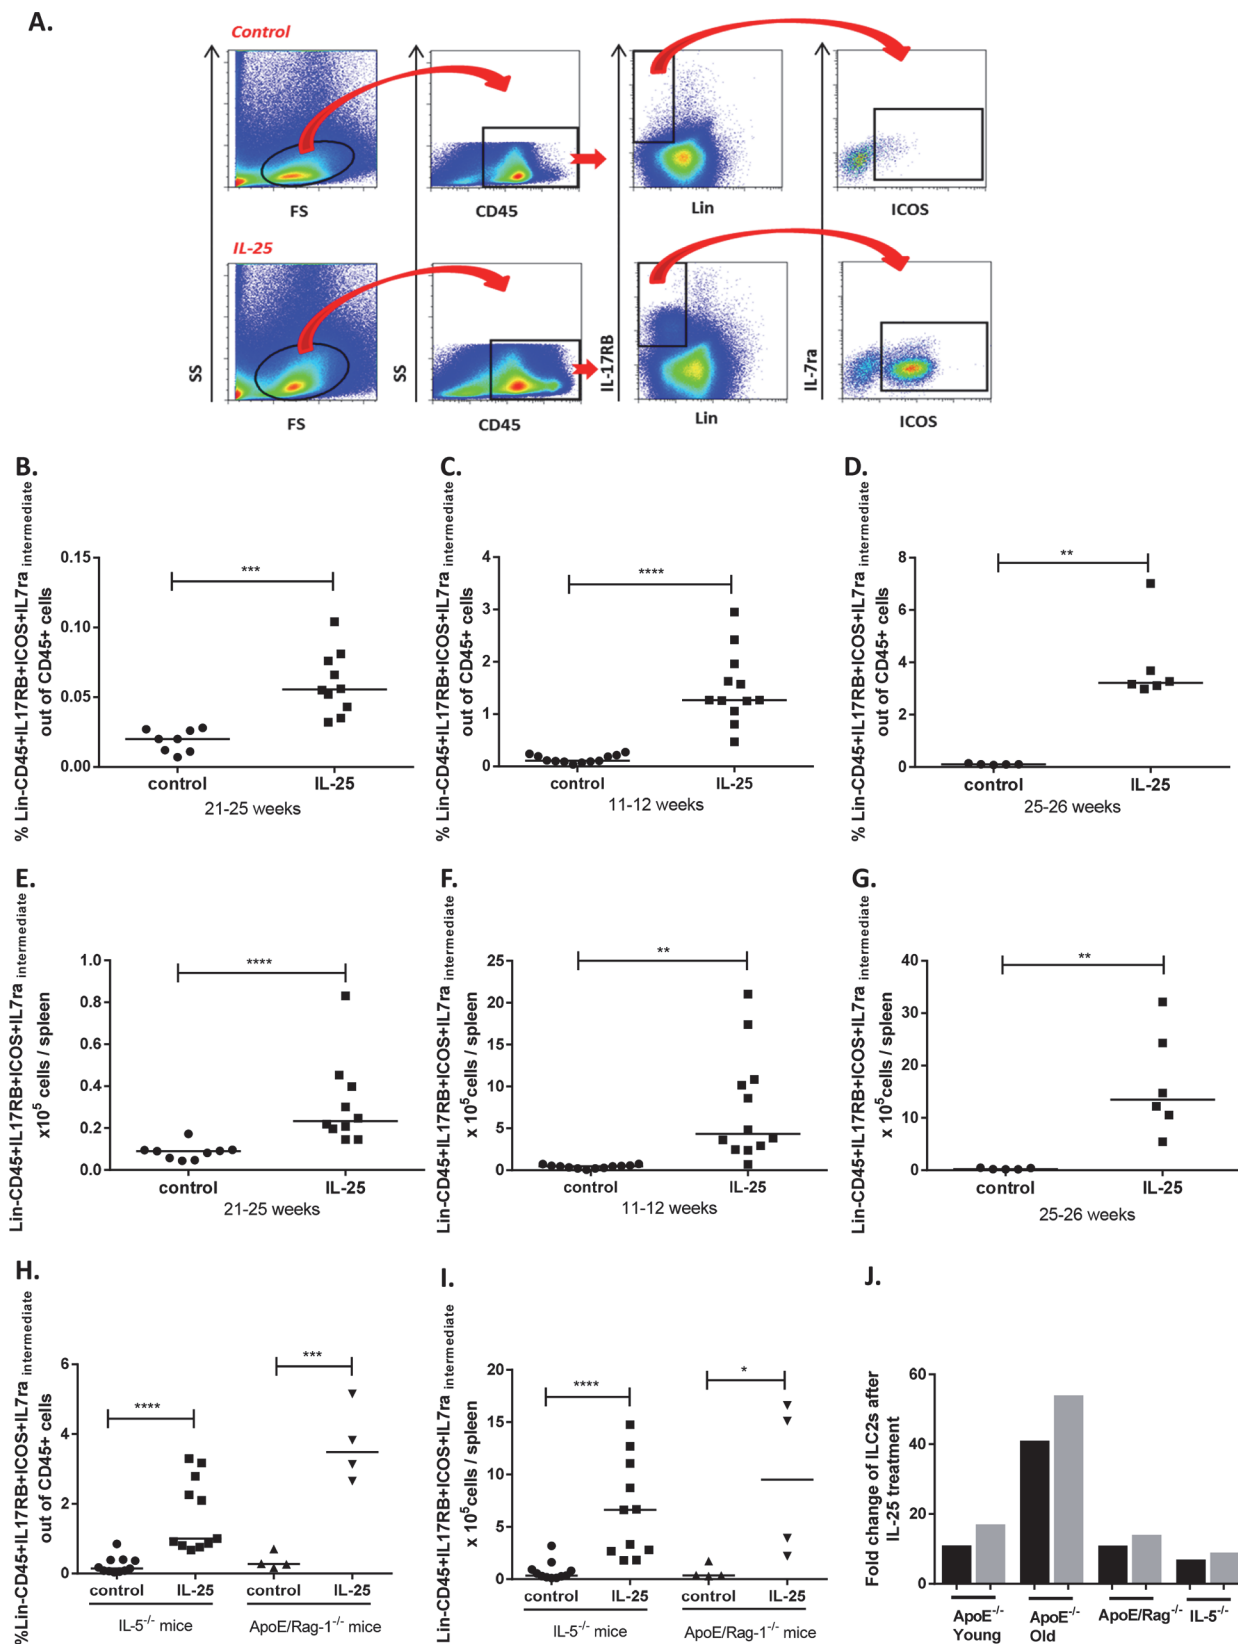 A.
Control
SS
FS
SS
CD45
IL-17RB
Lin
IL-7ra
ICOS
IL-25
FS
CD45
Lin
ICOS
B.
% Lin-CD45+IL17RB+ICOS+IL7ra intermediate
out of CD45+ cells
0.15
0.10
0.05
0.00
***
control
IL-25
21-25 weeks
C.
% Lin-CD45+IL17RB+ICOS+IL7ra intermediate
out of CD45+ cells
4
3
2
1
0
****
control
IL-25
11-12 weeks
D.
% Lin-CD45+IL17RB+ICOS+IL7ra intermediate
out of CD45+ cells
8
6
4
2
0
**
control
IL-25
25-26 weeks
E.
Lin-CD45+IL17RB+ICOS+IL7ra intermediate
x10⁵ cells / spleen
1.0
0.8
0.6
0.4
0.2
0.0
****
control
IL-25
21-25 weeks
F.
Lin-CD45+IL17RB+ICOS+IL7ra intermediate
x 10⁵cells / spleen
25
20
15
10
5
0
**
control
IL-25
11-12 weeks
G.
Lin-CD45+IL17RB+ICOS+IL7ra intermediate
x 10⁵cells / spleen
40
30
20
10
0
**
control
IL-25
25-26 weeks
H.
%Lin-CD45+IL17RB+ICOS+IL7ra intermediate
out of CD45+ cells
6
4
2
0
****
***
control
IL-25
control
IL-25
IL-5⁻/⁻ mice
ApoE/Rag-1⁻/⁻ mice
I.
Lin-CD45+IL17RB+ICOS+IL7ra intermediate
x 10⁵cells / spleen
20
15
10
5
0
****
*
control
IL-25
control
IL-25
IL-5⁻/⁻ mice
ApoE/Rag-1⁻/⁻ mice
J.
Fold change of ILC2s after
IL-25 treatment
60
40
20
0
ApoE⁻/⁻
Young
ApoE⁻/⁻
Old
ApoE/Rag⁻/⁻
IL-5⁻/⁻